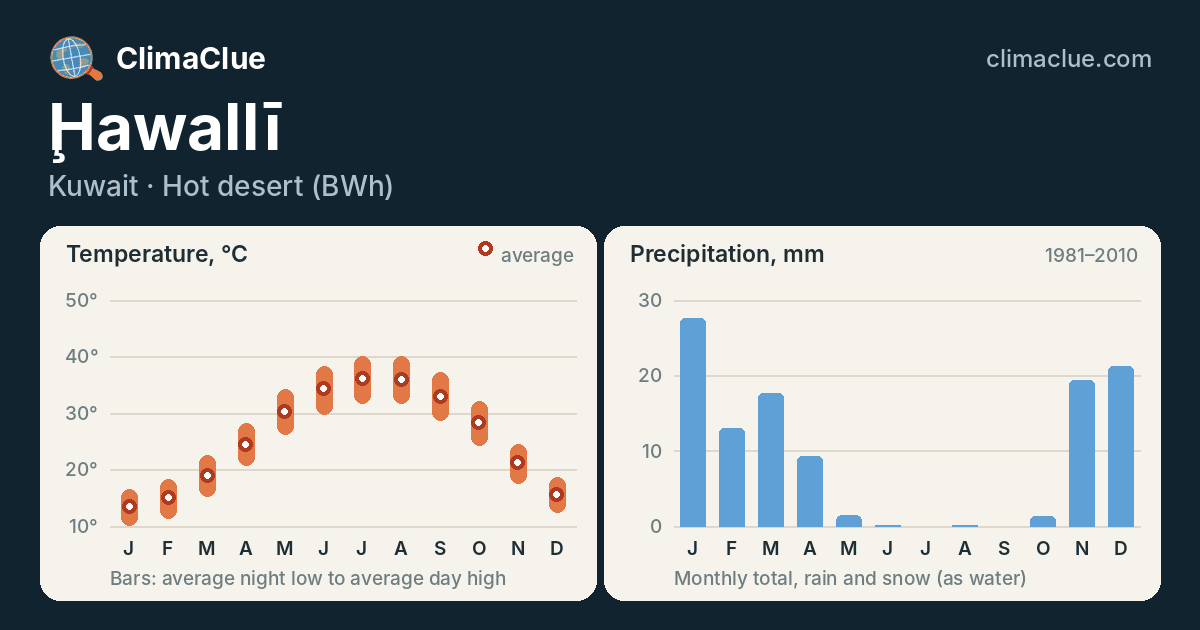 ClimaClue
climaclue.com
Ḩawallī
Kuwait · Hot desert (BWh)
Temperature, °C
average
50°
40°
30°
20°
10°
J F M A M J J A S O N D
Bars: average night low to average day high
Precipitation, mm
1981–2010
30
20
10
0
J F M A M J J A S O N D
Monthly total, rain and snow (as water)